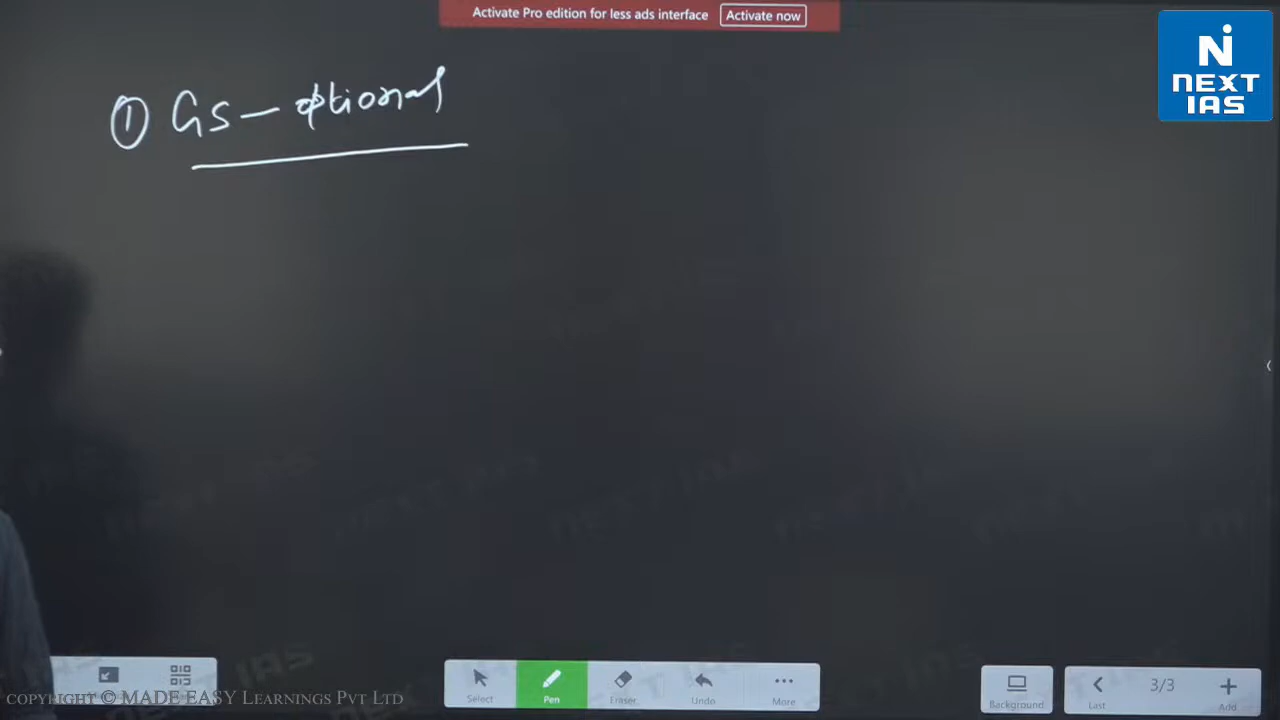 Activate Pro edition for less ads interface Activate now
NEXT
IAS
① GS - optional
Select Pen Eraser Undo More
Background Last 3/3 Add
COPYRIGHT © MADE EASY LEARNINGS PVT LTD